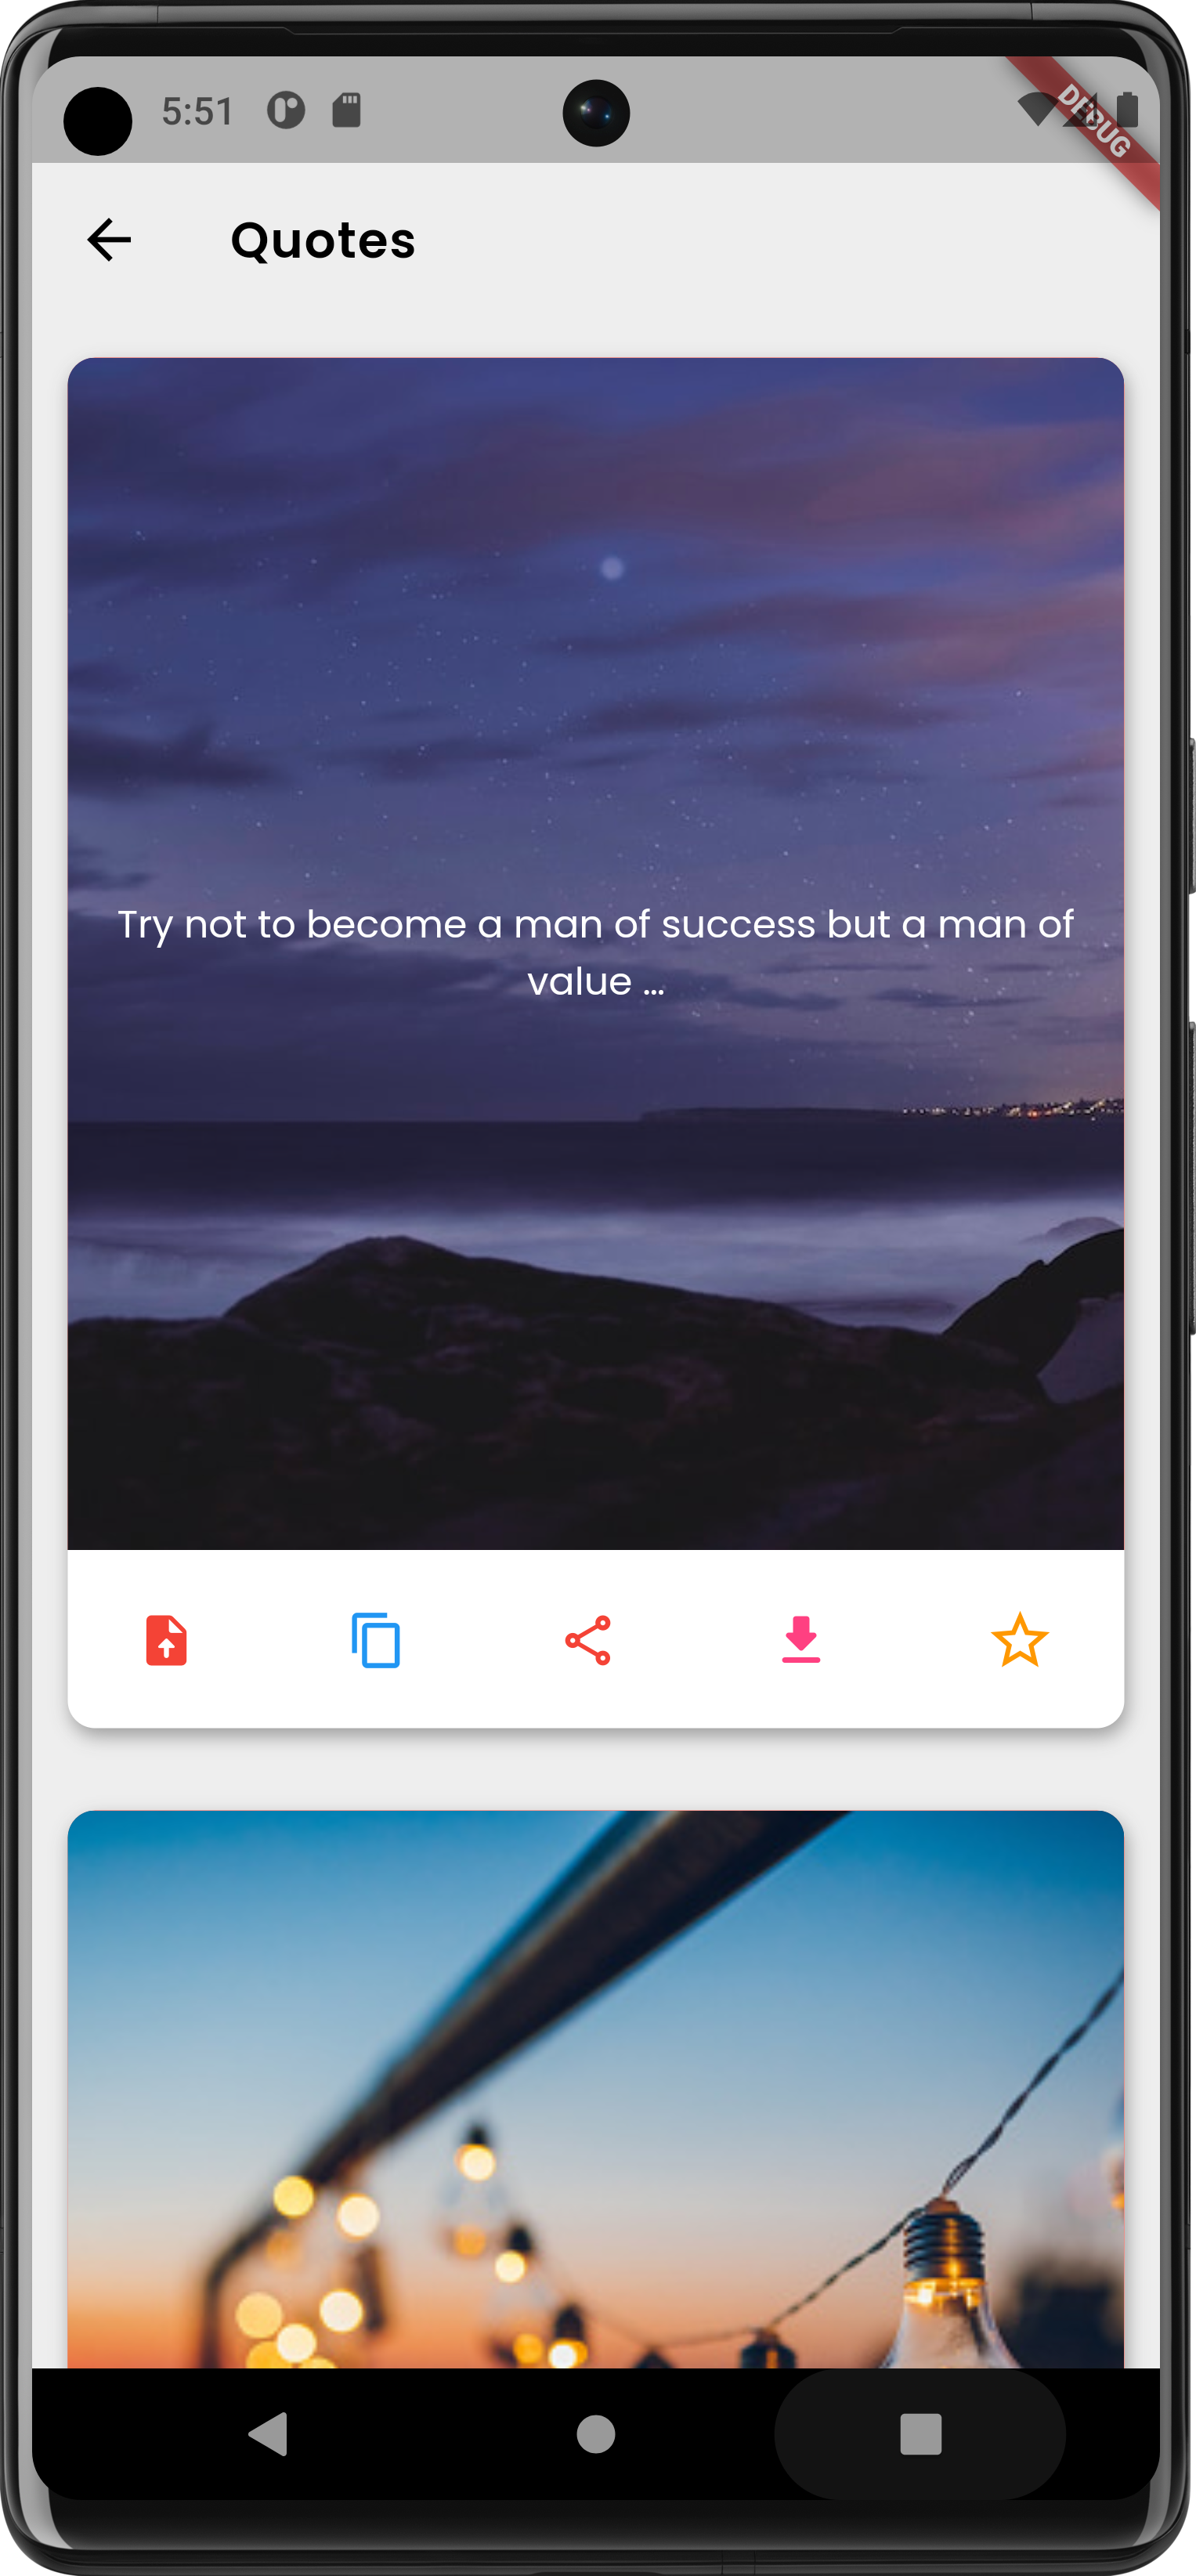 5:51
DEBUG
Quotes
Try not to become a man of success but a man of
value ...